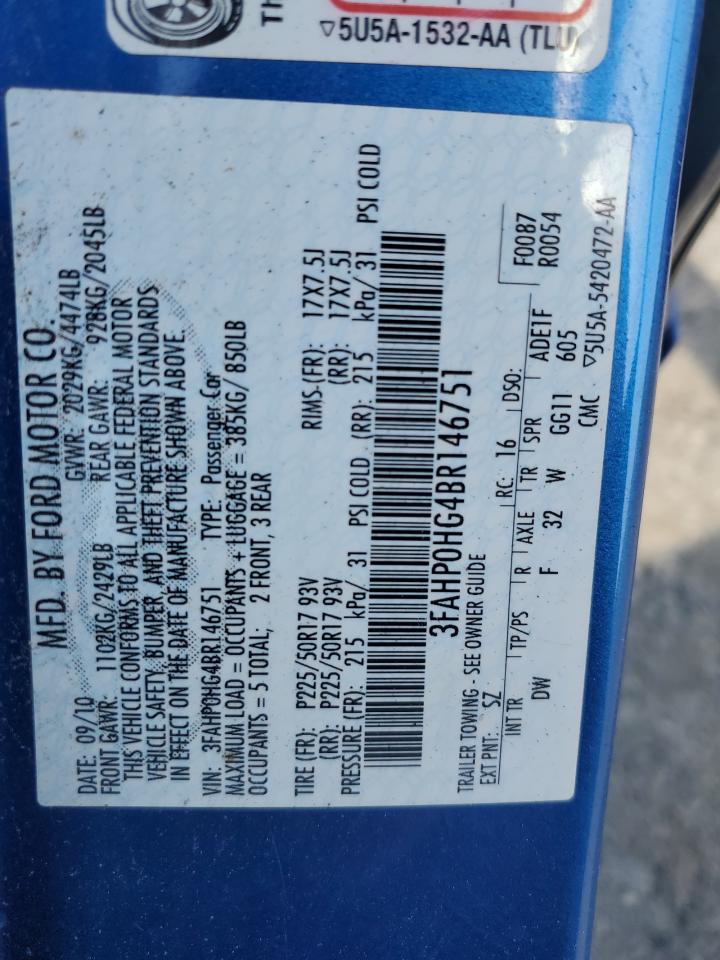 Th
▽5U5A-1532-AA (TLU)
MFD. BY FORD MOTOR CO.
DATE: 09/10 GVWR: 2029KG/4474LB
FRONT GAWR: 1102KG/2429LB REAR GAWR: 928KG/2045LB
THIS VEHICLE CONFORMS TO ALL APPLICABLE FEDERAL MOTOR
VEHICLE SAFETY, BUMPER, AND THEFT PREVENTION STANDARDS
IN EFFECT ON THE DATE OF MANUFACTURE SHOWN ABOVE.
VIN: 3FAHP0HG4BR146751 TYPE: Passenger Car
MAXIMUM LOAD = OCCUPANTS + LUGGAGE = 385KG/ 850LB
OCCUPANTS = 5 TOTAL; 2 FRONT, 3 REAR
TIRE (FR): P225/50R17 93V RIMS (FR): 17X7.5J
(RR): P225/50R17 93V (RR): 17X7.5J
PRESSURE (FR): 215 kPa/ 31 PSI COLD (RR): 215 kPa/ 31 PSI COLD
3FAHP0HG4BR146751
TRAILER TOWING - SEE OWNER GUIDE
EXT PNT: SZ RC: 16 DSO: F0087
R0054
INT TR TP/PS R AXLE TR SPR ADE1F
DW F 32 W GG11 605
CMC ▽5U5A-5420472-AA